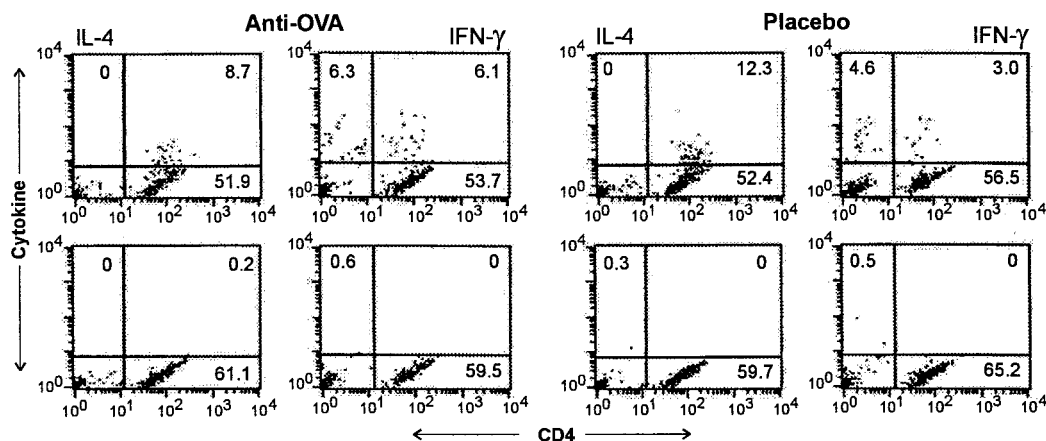 Anti-OVA Placebo
IL-4 IFN-γ IL-4 IFN-γ
10⁴ 0 8.7 6.3 6.1 10⁴ 0 12.3 4.6 3.0
51.9 53.7 52.4 56.5
10⁰ 10⁰ 10⁰ 10⁰
10⁰ 10¹ 10² 10³ 10⁴ 10⁰ 10¹ 10² 10³ 10⁴ 10⁰ 10¹ 10² 10³ 10⁴ 10⁰ 10¹ 10² 10³ 10⁴
Cytokine
10⁴ 0 0.2 0.6 0 10⁴ 0.3 0 0.5 0
61.1 59.5 59.7 65.2
10⁰ 10⁰ 10⁰ 10⁰
10⁰ 10¹ 10² 10³ 10⁴ 10⁰ 10¹ 10² 10³ 10⁴ 10⁰ 10¹ 10² 10³ 10⁴ 10⁰ 10¹ 10² 10³ 10⁴
CD4